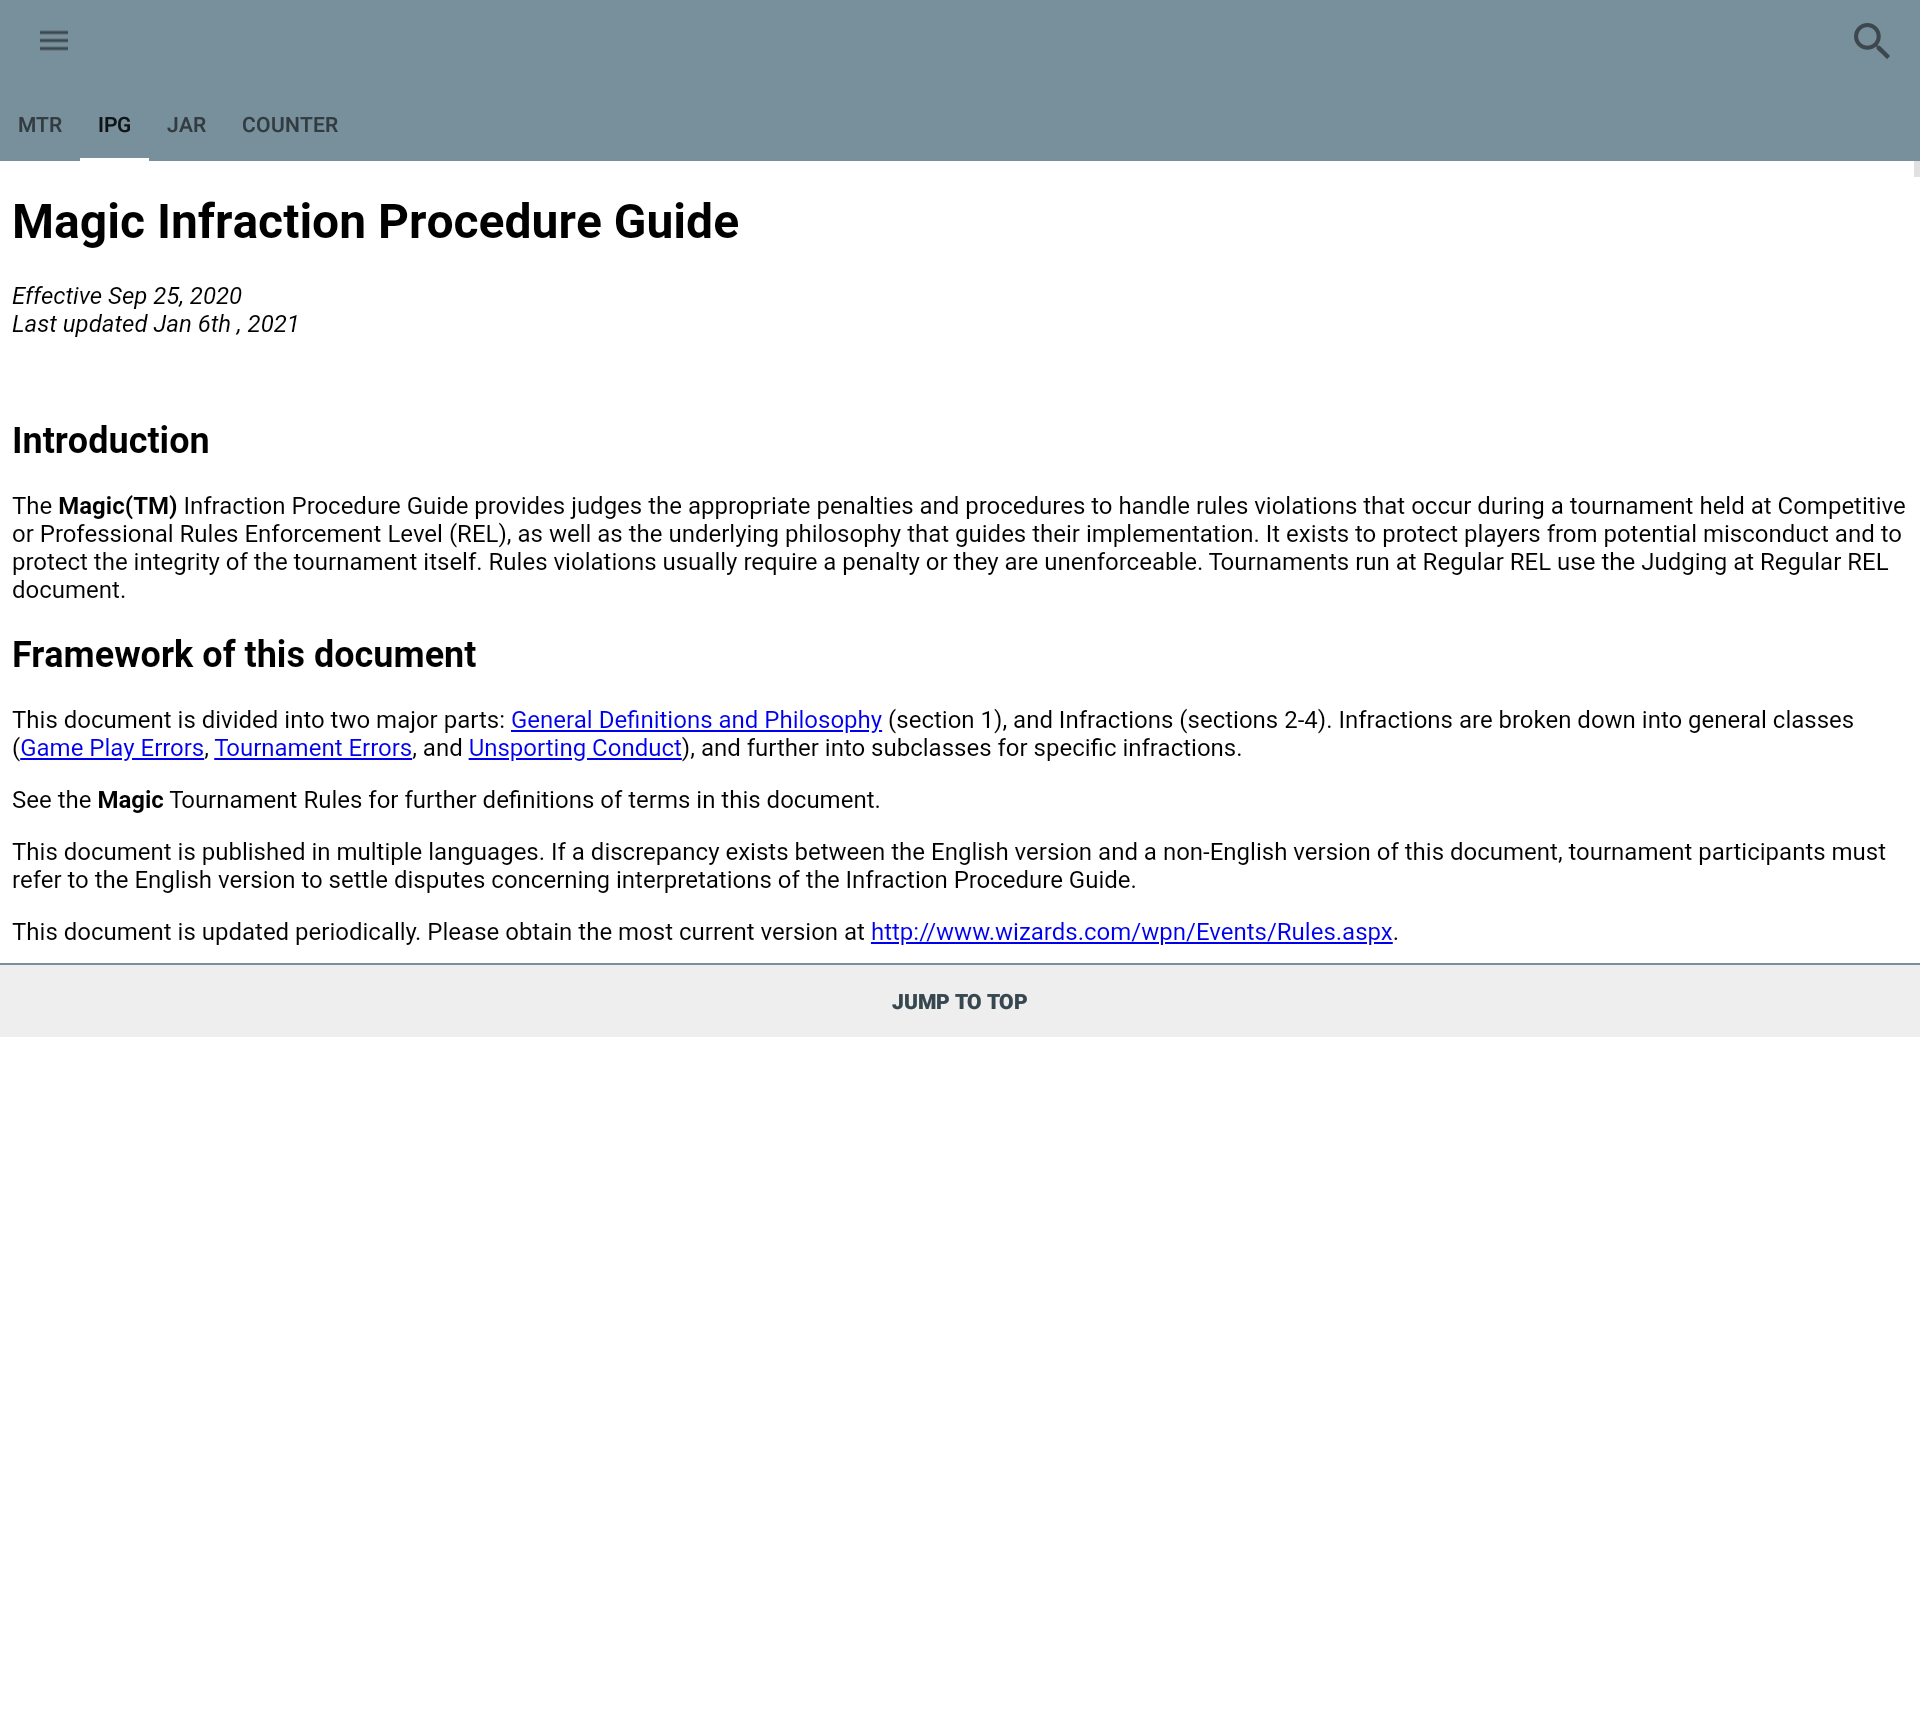 MTR IPG JAR COUNTER
Magic Infraction Procedure Guide
Effective Sep 25, 2020
Last updated Jan 6th , 2021
Introduction
The Magic(TM) Infraction Procedure Guide provides judges the appropriate penalties and procedures to handle rules violations that occur during a tournament held at Competitive
or Professional Rules Enforcement Level (REL), as well as the underlying philosophy that guides their implementation. It exists to protect players from potential misconduct and to
protect the integrity of the tournament itself. Rules violations usually require a penalty or they are unenforceable. Tournaments run at Regular REL use the Judging at Regular REL
document.
Framework of this document
This document is divided into two major parts: General Definitions and Philosophy (section 1), and Infractions (sections 2-4). Infractions are broken down into general classes
(Game Play Errors, Tournament Errors, and Unsporting Conduct), and further into subclasses for specific infractions.
See the Magic Tournament Rules for further definitions of terms in this document.
This document is published in multiple languages. If a discrepancy exists between the English version and a non-English version of this document, tournament participants must
refer to the English version to settle disputes concerning interpretations of the Infraction Procedure Guide.
This document is updated periodically. Please obtain the most current version at http://www.wizards.com/wpn/Events/Rules.aspx.
JUMP TO TOP